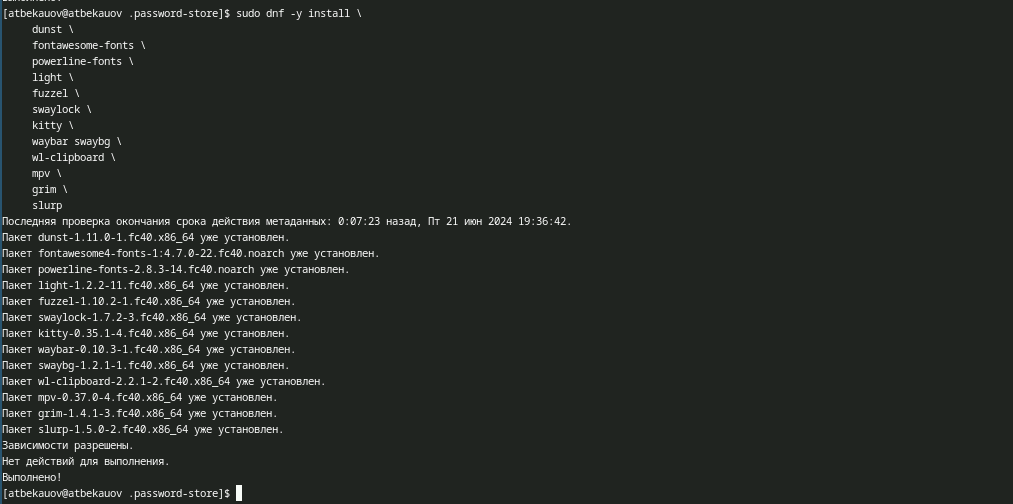 [atbekauov@atbekauov .password-store]$ sudo dnf -y install \
dunst \
fontawesome-fonts \
powerline-fonts \
light \
fuzzel \
swaylock \
kitty \
waybar swaybg \
wl-clipboard \
mpv \
grim \
slurp
Последняя проверка окончания срока действия метаданных: 0:07:23 назад, Пт 21 июн 2024 19:36:42.
Пакет dunst-1.11.0-1.fc40.x86_64 уже установлен.
Пакет fontawesome4-fonts-1:4.7.0-22.fc40.noarch уже установлен.
Пакет powerline-fonts-2.8.3-14.fc40.noarch уже установлен.
Пакет light-1.2.2-11.fc40.x86_64 уже установлен.
Пакет fuzzel-1.10.2-1.fc40.x86_64 уже установлен.
Пакет swaylock-1.7.2-3.fc40.x86_64 уже установлен.
Пакет kitty-0.35.1-4.fc40.x86_64 уже установлен.
Пакет waybar-0.10.3-1.fc40.x86_64 уже установлен.
Пакет swaybg-1.2.1-1.fc40.x86_64 уже установлен.
Пакет wl-clipboard-2.2.1-2.fc40.x86_64 уже установлен.
Пакет mpv-0.37.0-4.fc40.x86_64 уже установлен.
Пакет grim-1.4.1-3.fc40.x86_64 уже установлен.
Пакет slurp-1.5.0-2.fc40.x86_64 уже установлен.
Зависимости разрешены.
Нет действий для выполнения.
Выполнено!
[atbekauov@atbekauov .password-store]$